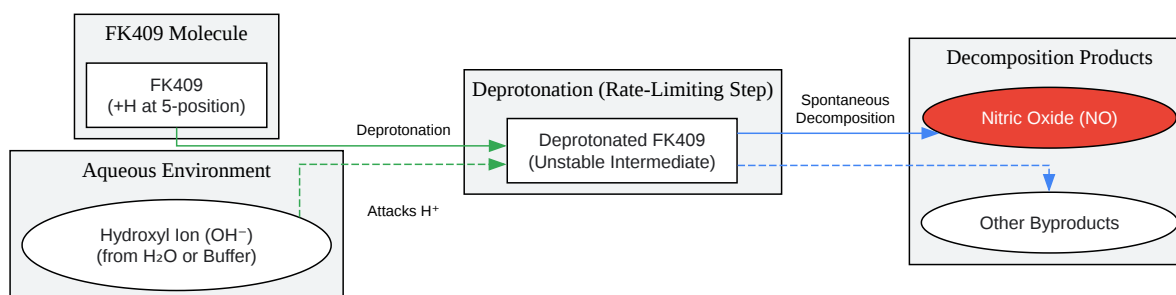 FK409 Molecule
FK409
(+H at 5-position)
Aqueous Environment
Hydroxyl Ion (OH⁻)
(from H₂O or Buffer)
Deprotonation
Attacks H⁺
Deprotonation (Rate-Limiting Step)
Deprotonated FK409
(Unstable Intermediate)
Spontaneous
Decomposition
Decomposition Products
Nitric Oxide (NO)
Other Byproducts